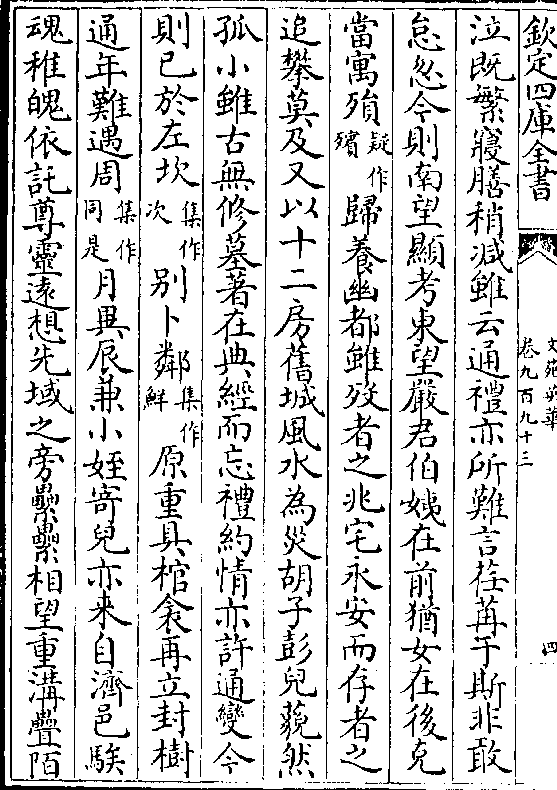 欽定四庫全書
文苑英華
卷九百九十三
四
泣既繁寢膳稍減雖云通禮亦所難言荏苒于斯非敢
怠忽今則南望顯考東望嚴君伯姊在前猶女在後克
當寓殯疑作殯歸養幽都雖殁者之兆宅永安而存者之
追攀莫及又以十二房舊域風水為災胡子彭兒藐然
孤小雖古無修墓著在典經而忘禮約情亦許通變今
則已於左坎集作次别卜鄰集作鮮原重具棺衾再立封樹
通年難遇周集作同是月異辰兼小姪寄兒亦来自濟邑騃
魂稚魄依託尊靈遠想先域之旁纍纍相望重溝疊陌